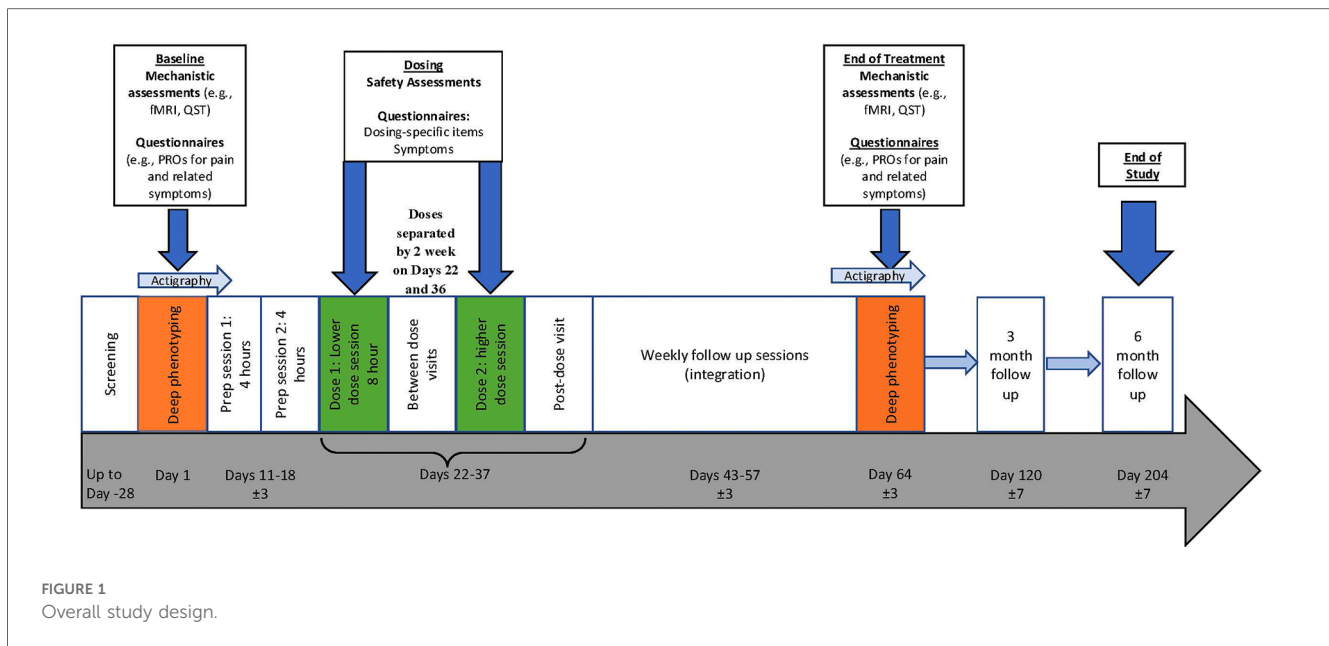 Baseline
Mechanistic
assessments (e.g.,
fMRI, QST)
Questionnaires
(e.g., PROs for pain
and related
symptoms)
Dosing
Safety Assessments
Questionnaires:
Dosing-specific items
Symptoms
End of Treatment
Mechanistic
assessments (e.g.,
fMRI, QST)
Questionnaires
(e.g., PROs for pain
and related
symptoms)
End of
Study
Doses
separated
by 2 week
on Days 22
and 36
Actigraphy
Actigraphy
Screening
Deep phenotyping
Prep session 1:
4 hours
Prep session 2: 4
hours
Dose 1: Lower
dose session
8 hour
Between dose
visits
Dose 2: higher
dose session
Post-dose visit
Weekly follow up sessions
(integration)
Deep phenotyping
3
month
follow
up
6
month
follow
up
Up to
Day -28
Day 1
Days 11-18
±3
Days 22-37
Days 43-57
±3
Day 64
±3
Day 120
±7
Day 204
±7
FIGURE 1
Overall study design.